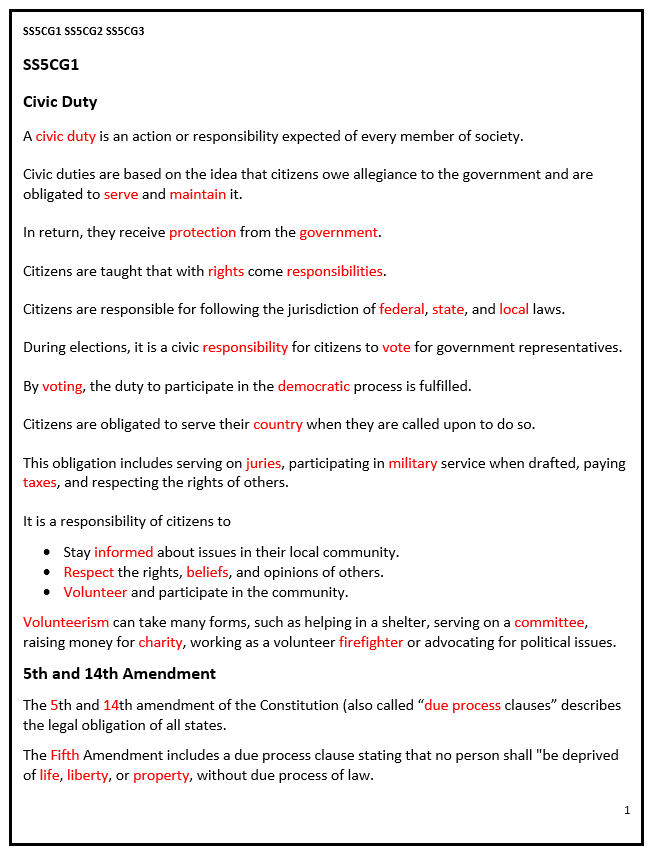 SS5CG1 SS5CG2 SS5CG3
SS5CG1
Civic Duty
A civic duty is an action or responsibility expected of every member of society.
Civic duties are based on the idea that citizens owe allegiance to the government and are
obligated to serve and maintain it.
In return, they receive protection from the government.
Citizens are taught that with rights come responsibilities.
Citizens are responsible for following the jurisdiction of federal, state, and local laws.
During elections, it is a civic responsibility for citizens to vote for government representatives.
By voting, the duty to participate in the democratic process is fulfilled.
Citizens are obligated to serve their country when they are called upon to do so.
This obligation includes serving on juries, participating in military service when drafted, paying
taxes, and respecting the rights of others.
It is a responsibility of citizens to
• Stay informed about issues in their local community.
• Respect the rights, beliefs, and opinions of others.
• Volunteer and participate in the community.
Volunteerism can take many forms, such as helping in a shelter, serving on a committee,
raising money for charity, working as a volunteer firefighter or advocating for political issues.
5th and 14th Amendment
The 5th and 14th amendment of the Constitution (also called “due process clauses” describes
the legal obligation of all states.
The Fifth Amendment includes a due process clause stating that no person shall "be deprived
of life, liberty, or property, without due process of law.
1